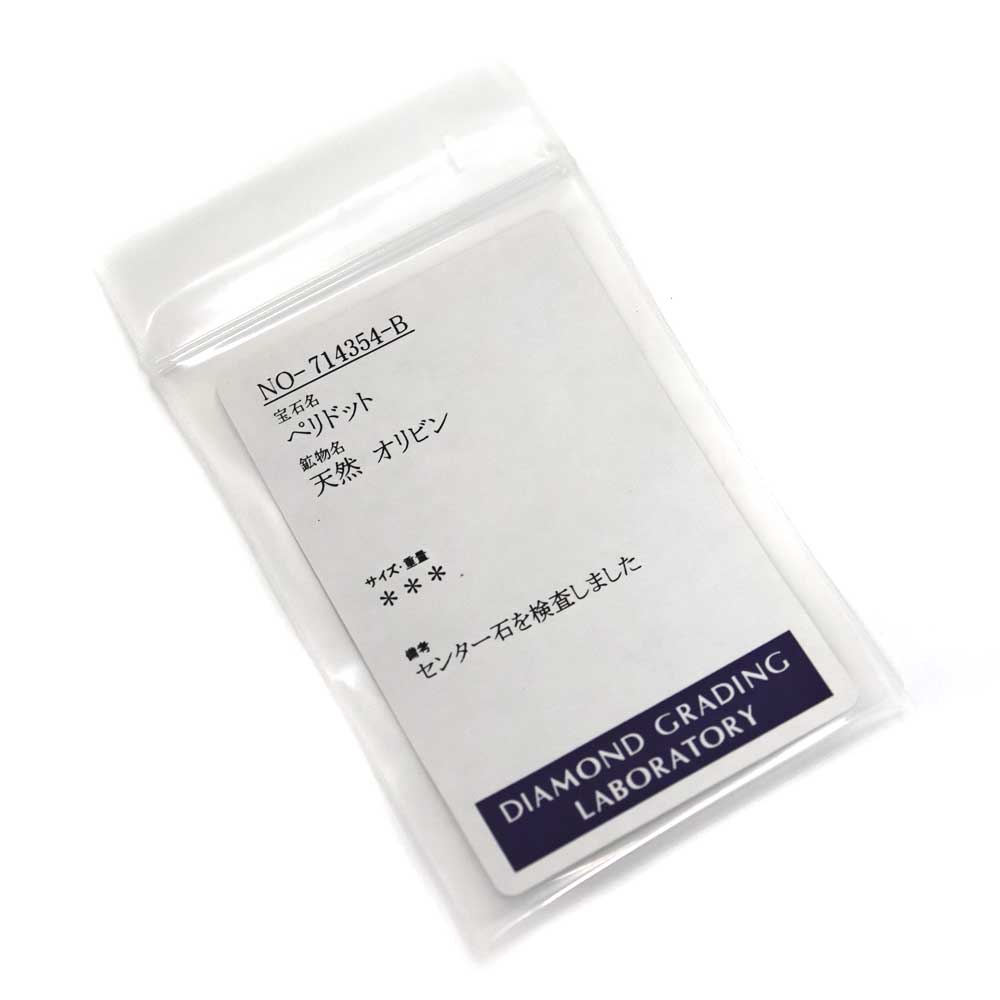 NO-714354-B
宝石名
ペリドット
鉱物名
天然 オリビン
サイズ・重量
＊＊＊
備考
センター石を検査しました
DIAMOND GRADING
LABORATORY